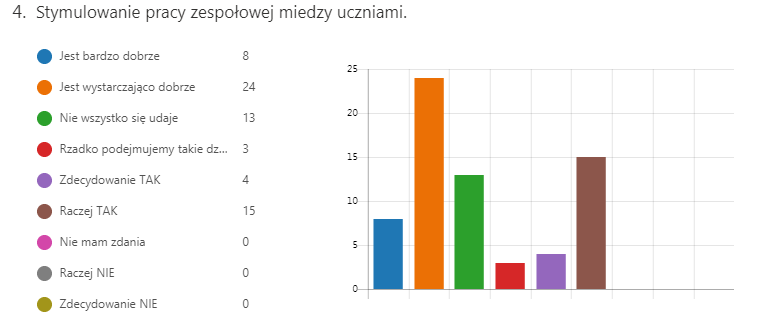 4. Stymulowanie pracy zespołowej miedzy uczniami.
Jest bardzo dobrze 8
Jest wystarczająco dobrze 24
Nie wszystko się udaje 13
Rzadko podejmujemy takie dz... 3
Zdecydowanie TAK 4
Raczej TAK 15
Nie mam zdania 0
Raczej NIE 0
Zdecydowanie NIE 0
25
20
15
10
5
0